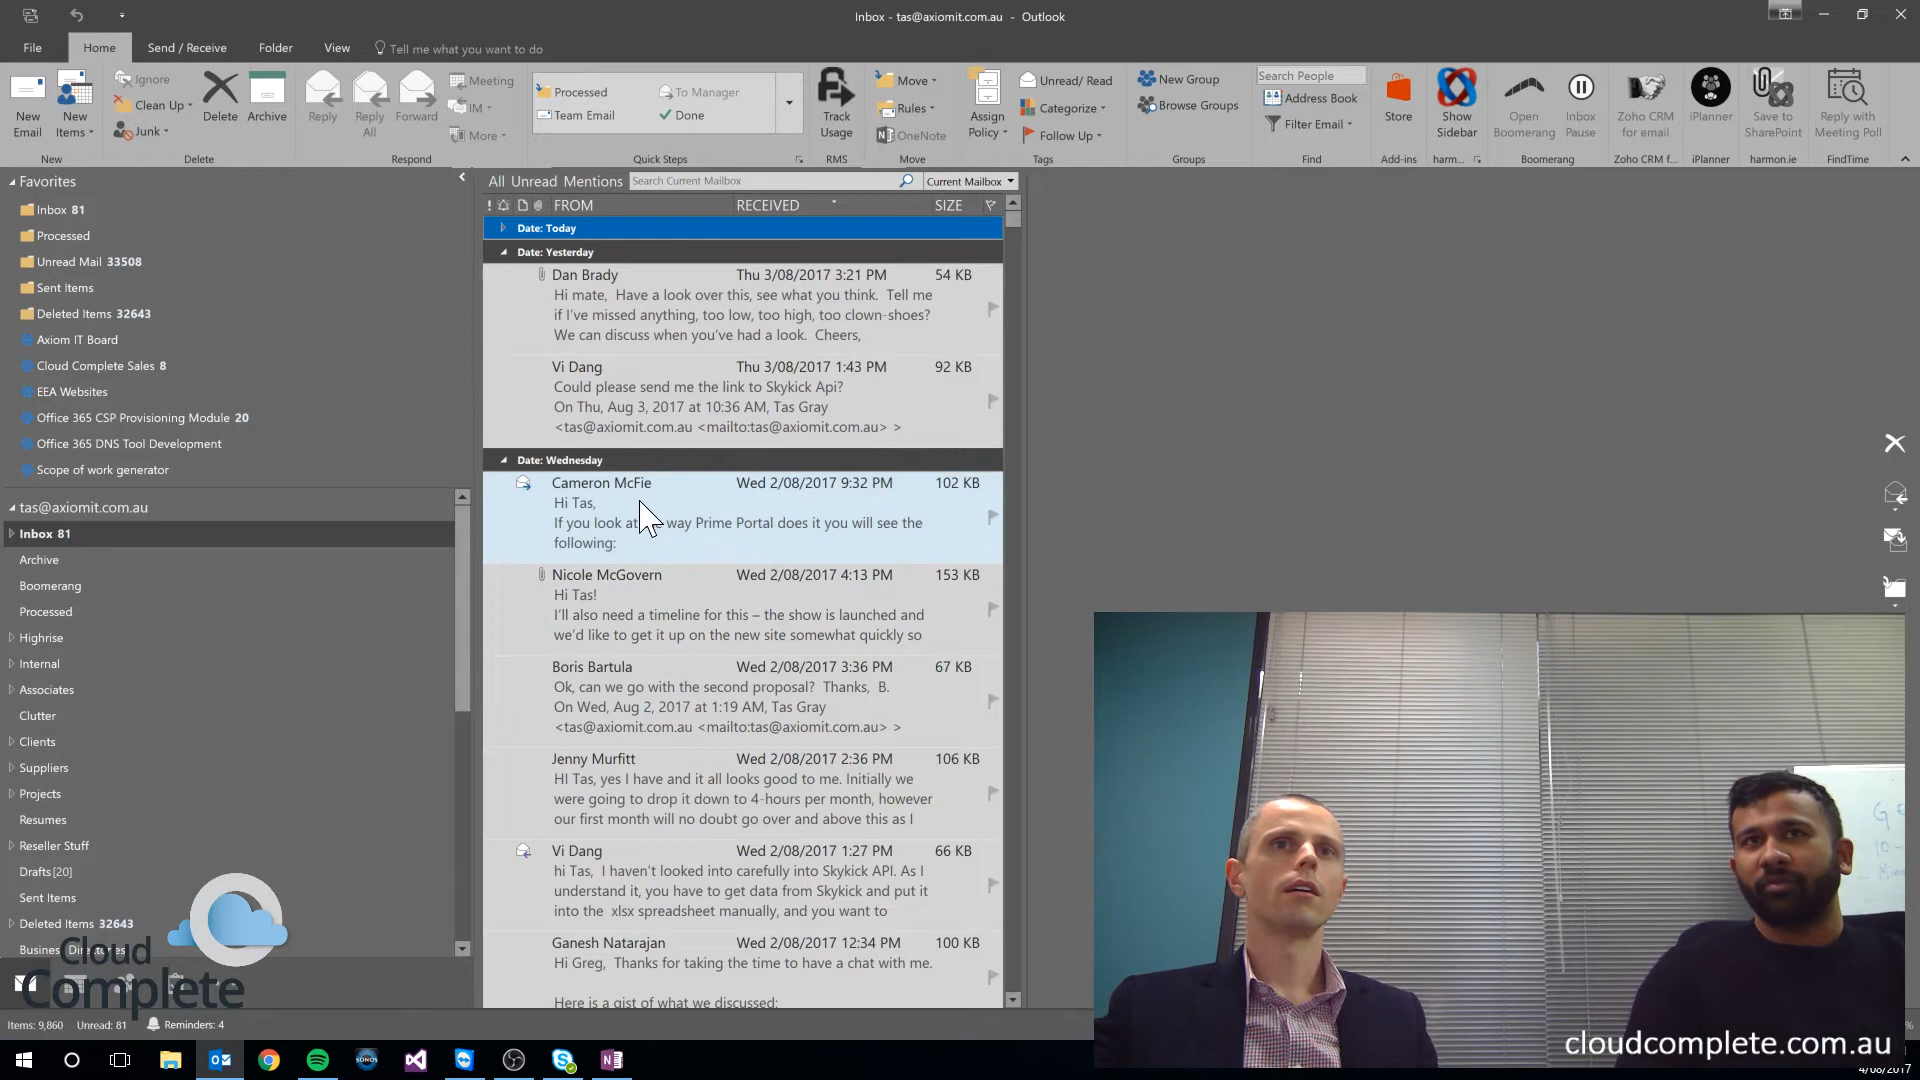 Inbox - tas@axiomit.com.au - Outlook
File Home Send / Receive Folder View Tell me what you want to do
New Email
New Items
Ignore
Clean Up
Junk
Delete
Archive
Reply
Reply All
Forward
Meeting
IM
More
Processed
To Manager
Team Email
Done
Track Usage
Move
Rules
OneNote
Assign Policy
Unread/ Read
Categorize
Follow Up
New Group
Browse Groups
Search People
Address Book
Filter Email
Store
Show Sidebar
Open Boomerang
Inbox Pause
Zoho CRM for email
iPlanner
Save to SharePoint
Reply with Meeting Poll
New Delete Respond Quick Steps RMS Move Tags Groups Find Add-ins harm... Boomerang Zoho CRM f... iPlanner harmon.ie FindTime
Favorites
Inbox 81
Processed
Unread Mail 33508
Sent Items
Deleted Items 32643
Axiom IT Board
Cloud Complete Sales 8
EEA Websites
Office 365 CSP Provisioning Module 20
Office 365 DNS Tool Development
Scope of work generator
tas@axiomit.com.au
Inbox 81
Archive
Boomerang
Processed
Highrise
Internal
Associates
Clutter
Clients
Suppliers
Projects
Resumes
Reseller Stuff
Drafts [20]
Sent Items
Deleted Items 32643
Cloud
Complete
Items: 9,860 Unread: 81 Reminders: 4
All Unread Mentions Search Current Mailbox Current Mailbox
! FROM RECEIVED SIZE
Date: Today
Date: Yesterday
Dan Brady Thu 3/08/2017 3:21 PM 54 KB
Hi mate, Have a look over this, see what you think. Tell me
if I've missed anything, too low, too high, too clown-shoes?
We can discuss when you've had a look. Cheers,
Vi Dang Thu 3/08/2017 1:43 PM 92 KB
Could please send me the link to Skykick Api?
On Thu, Aug 3, 2017 at 10:36 AM, Tas Gray
<tas@axiomit.com.au <mailto:tas@axiomit.com.au> >
Date: Wednesday
Cameron McFie Wed 2/08/2017 9:32 PM 102 KB
Hi Tas,
If you look at way Prime Portal does it you will see the
following:
Nicole McGovern Wed 2/08/2017 4:13 PM 153 KB
Hi Tas!
I'll also need a timeline for this – the show is launched and
we'd like to get it up on the new site somewhat quickly so
Boris Bartula Wed 2/08/2017 3:36 PM 67 KB
Ok, can we go with the second proposal? Thanks, B.
On Wed, Aug 2, 2017 at 1:19 AM, Tas Gray
<tas@axiomit.com.au <mailto:tas@axiomit.com.au> >
Jenny Murfitt Wed 2/08/2017 2:36 PM 106 KB
HI Tas, yes I have and it all looks good to me. Initially we
were going to drop it down to 4-hours per month, however
our first month will no doubt go over and above this as I
Vi Dang Wed 2/08/2017 1:27 PM 66 KB
hi Tas, I haven't looked into carefully into Skykick API. As I
understand it, you have to get data from Skykick and put it
into the xlsx spreadsheet manually, and you want to
Ganesh Natarajan Wed 2/08/2017 12:34 PM 100 KB
Hi Greg, Thanks for taking the time to have a chat with me.
Here is a gist of what we discussed:
cloudcomplete.com.au
SONOS
4/08/2017